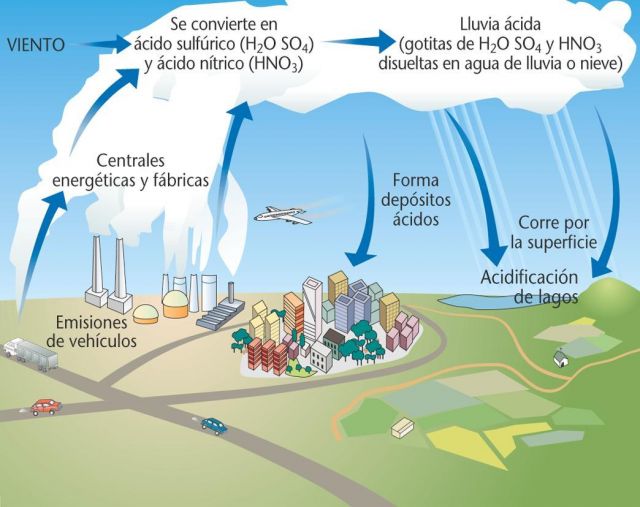 VIENTO
Se convierte en
ácido sulfúrico (H2O SO4)
y ácido nítrico (HNO3)
Lluvia ácida
(gotitas de H2O SO4 y HNO3
disueltas en agua de lluvia o nieve)
Centrales
energéticas y fábricas
Forma
depósitos
ácidos
Corre por
la superficie
Acidificación
de lagos
Emisiones
de vehículos